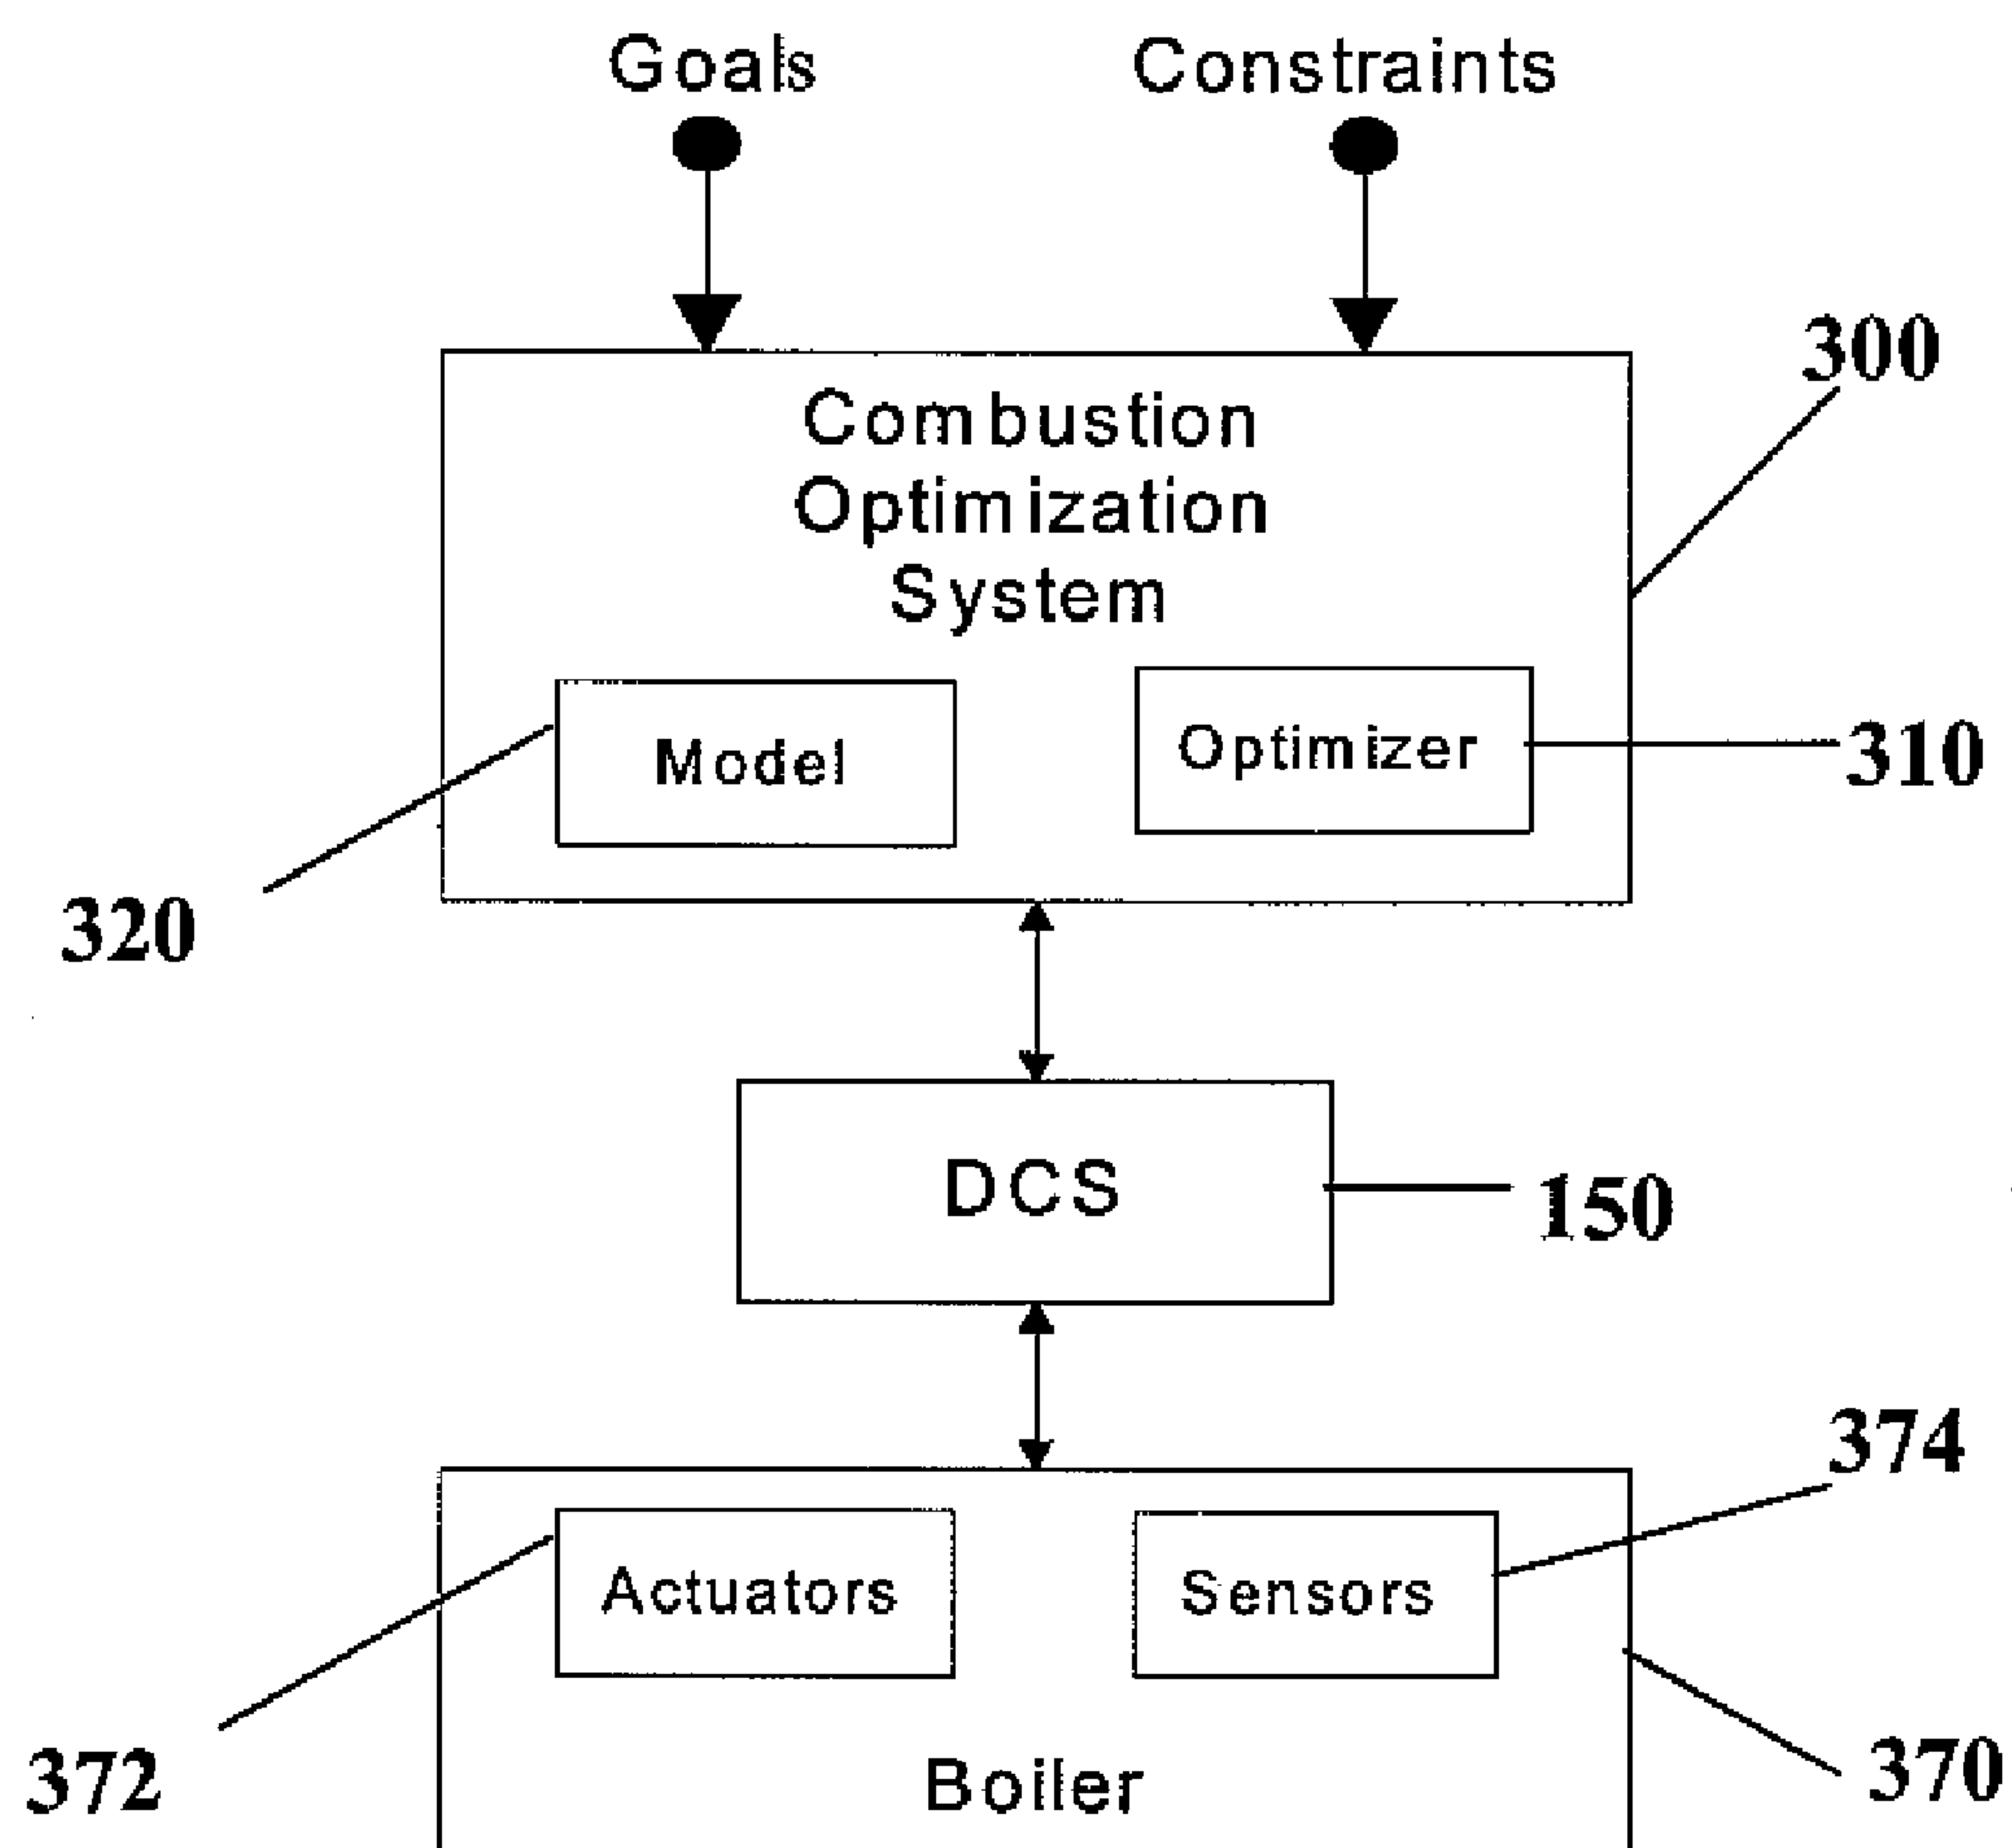 Goals
Constraints
300
Combustion
Optimization
System
Model
Optimizer
310
320
DCS
150
374
Actuators
Sensors
372
Boiler
370